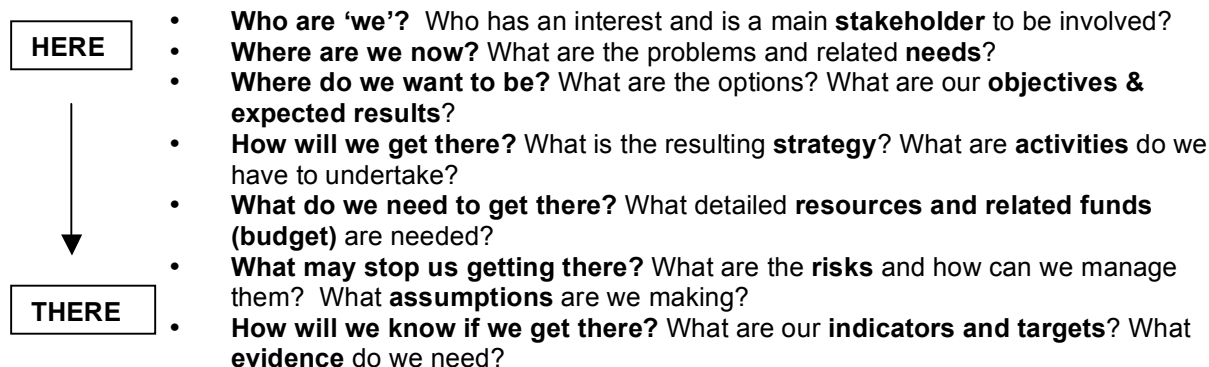 HERE
• Who are ‘we’?  Who has an interest and is a main stakeholder to be involved?
• Where are we now? What are the problems and related needs?
• Where do we want to be? What are the options? What are our objectives &
expected results?
• How will we get there? What is the resulting strategy? What are activities do we
have to undertake?
• What do we need to get there? What detailed resources and related funds
(budget) are needed?
• What may stop us getting there? What are the risks and how can we manage
them?  What assumptions are we making?
THERE
• How will we know if we get there? What are our indicators and targets? What
evidence do we need?